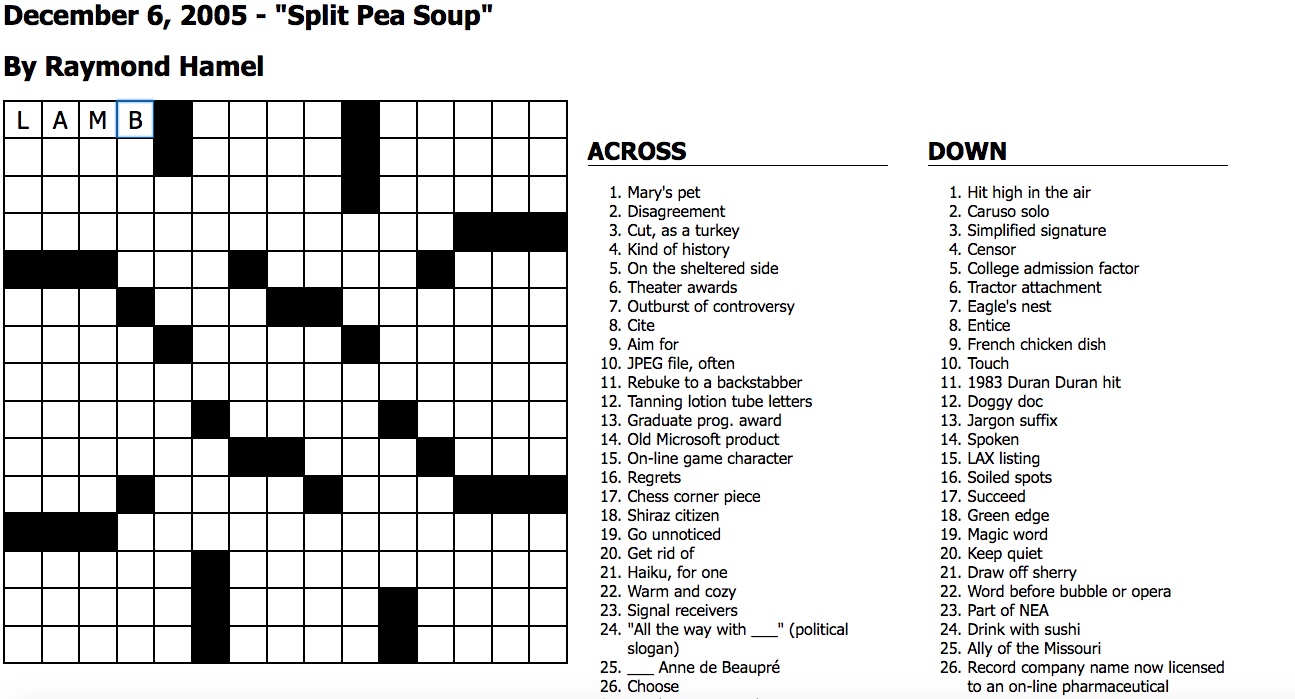 December 6, 2005 - "Split Pea Soup"
By Raymond Hamel
L A M B
ACROSS
1. Mary's pet
2. Disagreement
3. Cut, as a turkey
4. Kind of history
5. On the sheltered side
6. Theater awards
7. Outburst of controversy
8. Cite
9. Aim for
10. JPEG file, often
11. Rebuke to a backstabber
12. Tanning lotion tube letters
13. Graduate prog. award
14. Old Microsoft product
15. On-line game character
16. Regrets
17. Chess corner piece
18. Shiraz citizen
19. Go unnoticed
20. Get rid of
21. Haiku, for one
22. Warm and cozy
23. Signal receivers
24. "All the way with ___" (political
slogan)
25. ___ Anne de Beaupré
26. Choose
DOWN
1. Hit high in the air
2. Caruso solo
3. Simplified signature
4. Censor
5. College admission factor
6. Tractor attachment
7. Eagle's nest
8. Entice
9. French chicken dish
10. Touch
11. 1983 Duran Duran hit
12. Doggy doc
13. Jargon suffix
14. Spoken
15. LAX listing
16. Soiled spots
17. Succeed
18. Green edge
19. Magic word
20. Keep quiet
21. Draw off sherry
22. Word before bubble or opera
23. Part of NEA
24. Drink with sushi
25. Ally of the Missouri
26. Record company name now licensed
to an on-line pharmaceutical